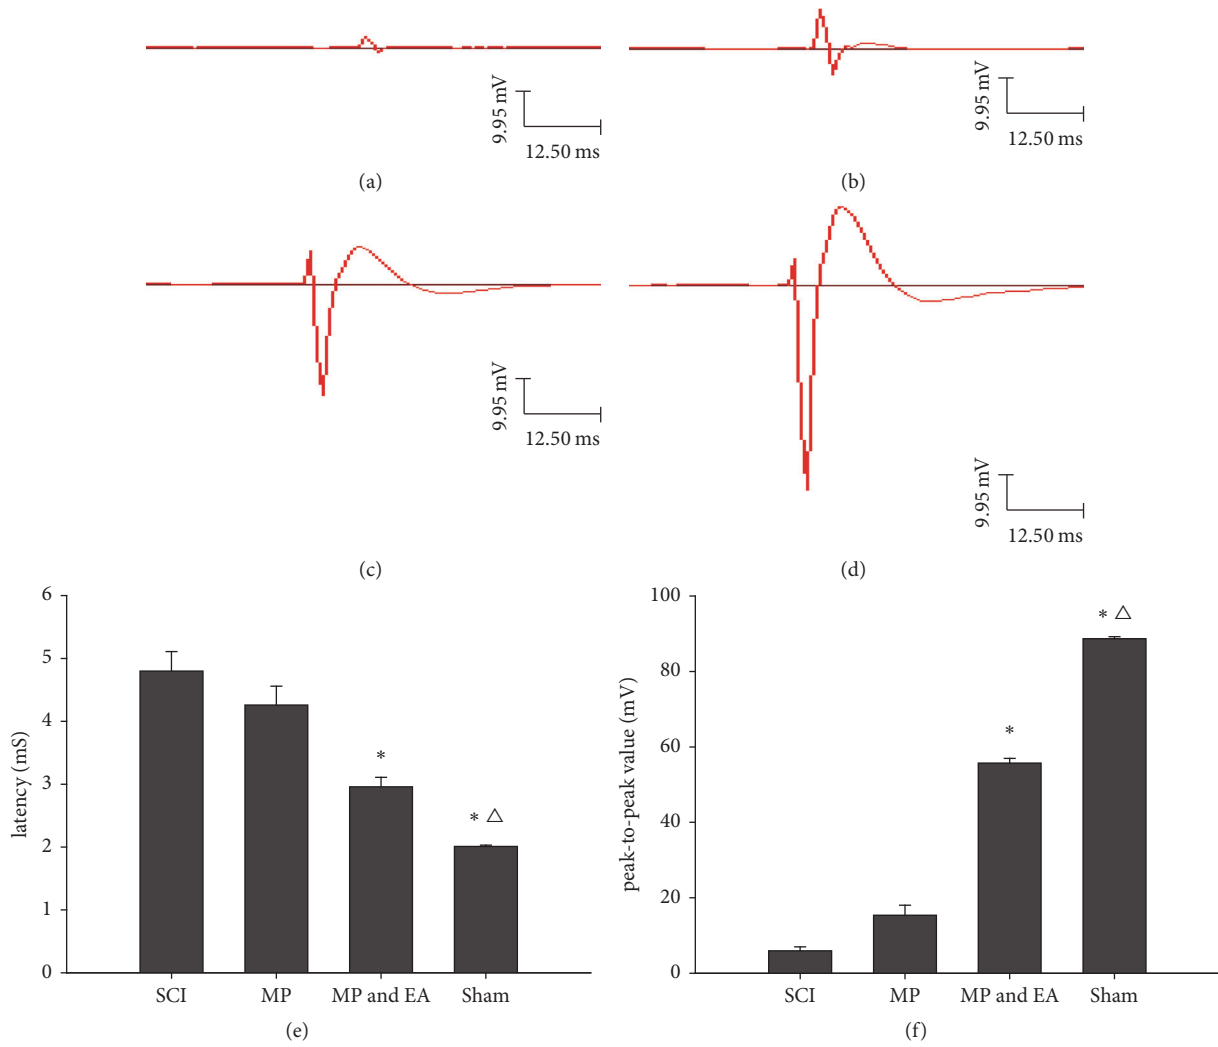 9.95 mV
12.50 ms
(a)
9.95 mV
12.50 ms
(b)
9.95 mV
12.50 ms
(c)
9.95 mV
12.50 ms
(d)
latency (mS)
6
5
4
3
2
1
0
*
* △
SCI MP MP and EA Sham
(e)
peak-to-peak value (mV)
100
80
60
40
20
0
*
* △
SCI MP MP and EA Sham
(f)